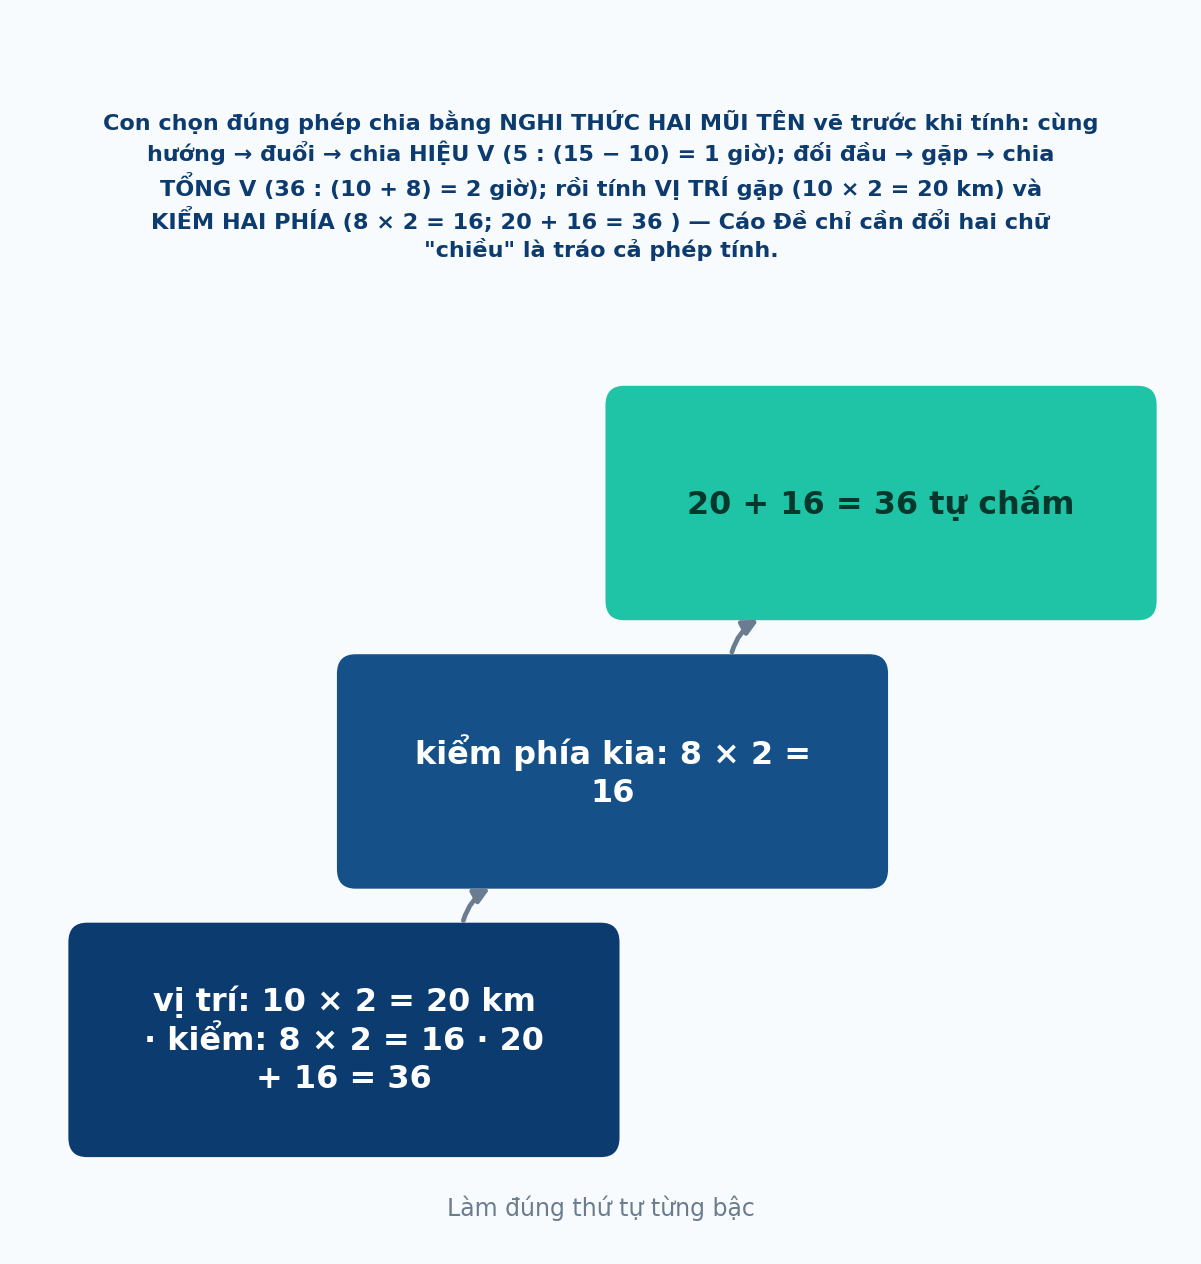 Con chọn đúng phép chia bằng NGHI THỨC HAI MŨI TÊN vẽ trước khi tính: cùng
hướng → đuổi → chia HIỆU V (5 : (15 − 10) = 1 giờ); đối đầu → gặp → chia
TỔNG V (36 : (10 + 8) = 2 giờ); rồi tính VỊ TRÍ gặp (10 × 2 = 20 km) và
KIỂM HAI PHÍA (8 × 2 = 16; 20 + 16 = 36 ) — Cáo Đề chỉ cần đổi hai chữ
"chiều" là tráo cả phép tính.
20 + 16 = 36 tự chấm
kiểm phía kia: 8 × 2 =
16
vị trí: 10 × 2 = 20 km
· kiểm: 8 × 2 = 16 · 20
+ 16 = 36
Làm đúng thứ tự từng bậc